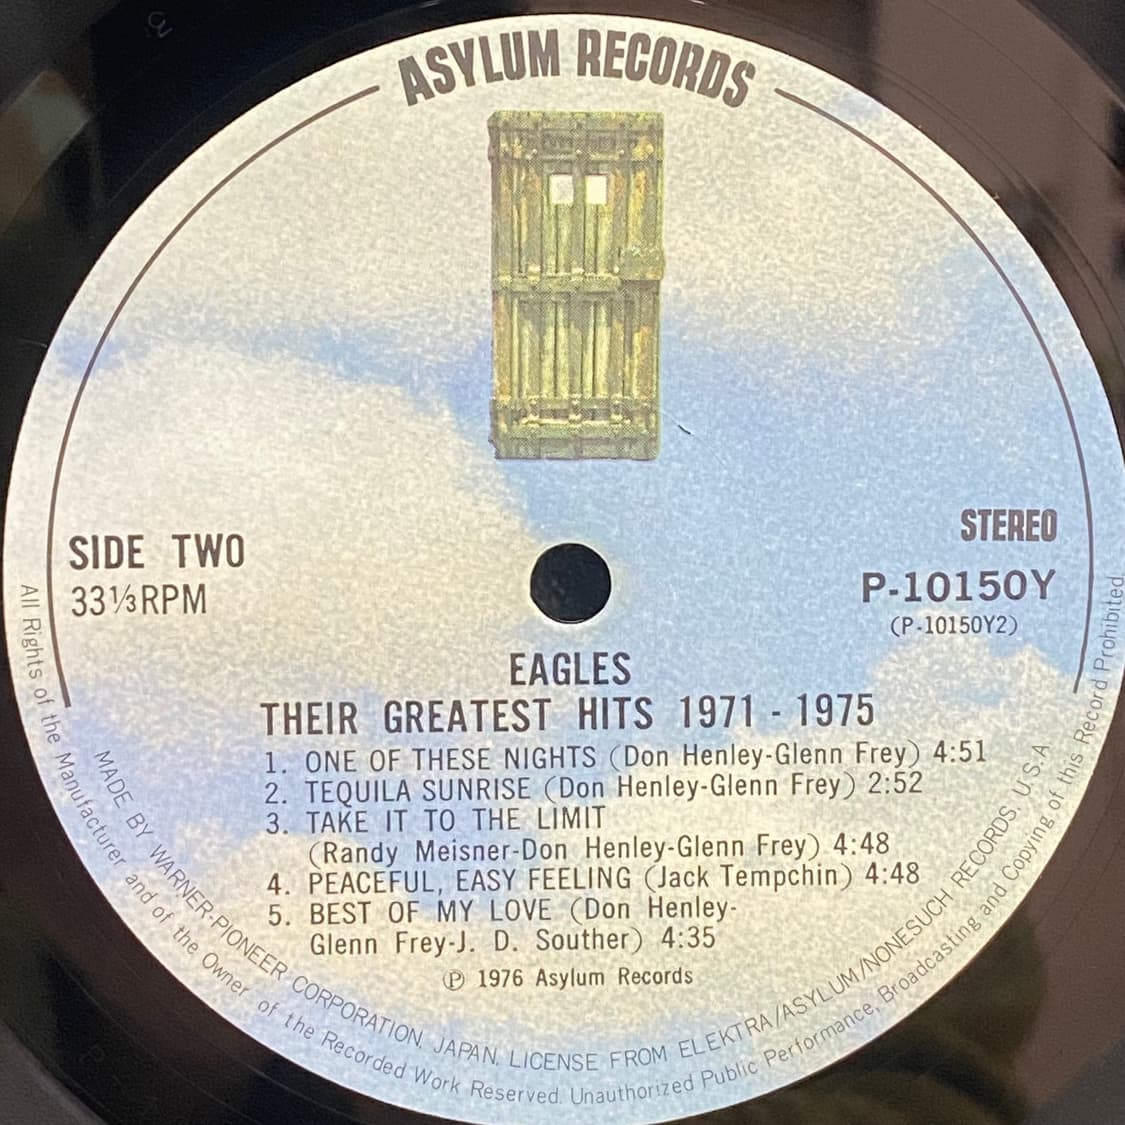 ASYLUM RECORDS
STEREO
SIDE TWO
33⅓RPM
P-10150Y
(P-10150Y2)
EAGLES
THEIR GREATEST HITS 1971 - 1975
1. ONE OF THESE NIGHTS (Don Henley-Glenn Frey) 4:51
2. TEQUILA SUNRISE (Don Henley-Glenn Frey) 2:52
3. TAKE IT TO THE LIMIT
(Randy Meisner-Don Henley-Glenn Frey) 4:48
4. PEACEFUL, EASY FEELING (Jack Tempchin) 4:48
5. BEST OF MY LOVE (Don Henley-
Glenn Frey-J. D. Souther) 4:35
Ⓟ 1976 Asylum Records
MADE BY WARNER-PIONEER CORPORATION, JAPAN. LICENSE FROM ELEKTRA/ASYLUM/NONESUCH RECORDS, U.S.A
All Rights of the Manufacturer and of the Owner of the Recorded Work Reserved. Unauthorized Public Performance, Broadcasting and Copying of this Record Prohibited.